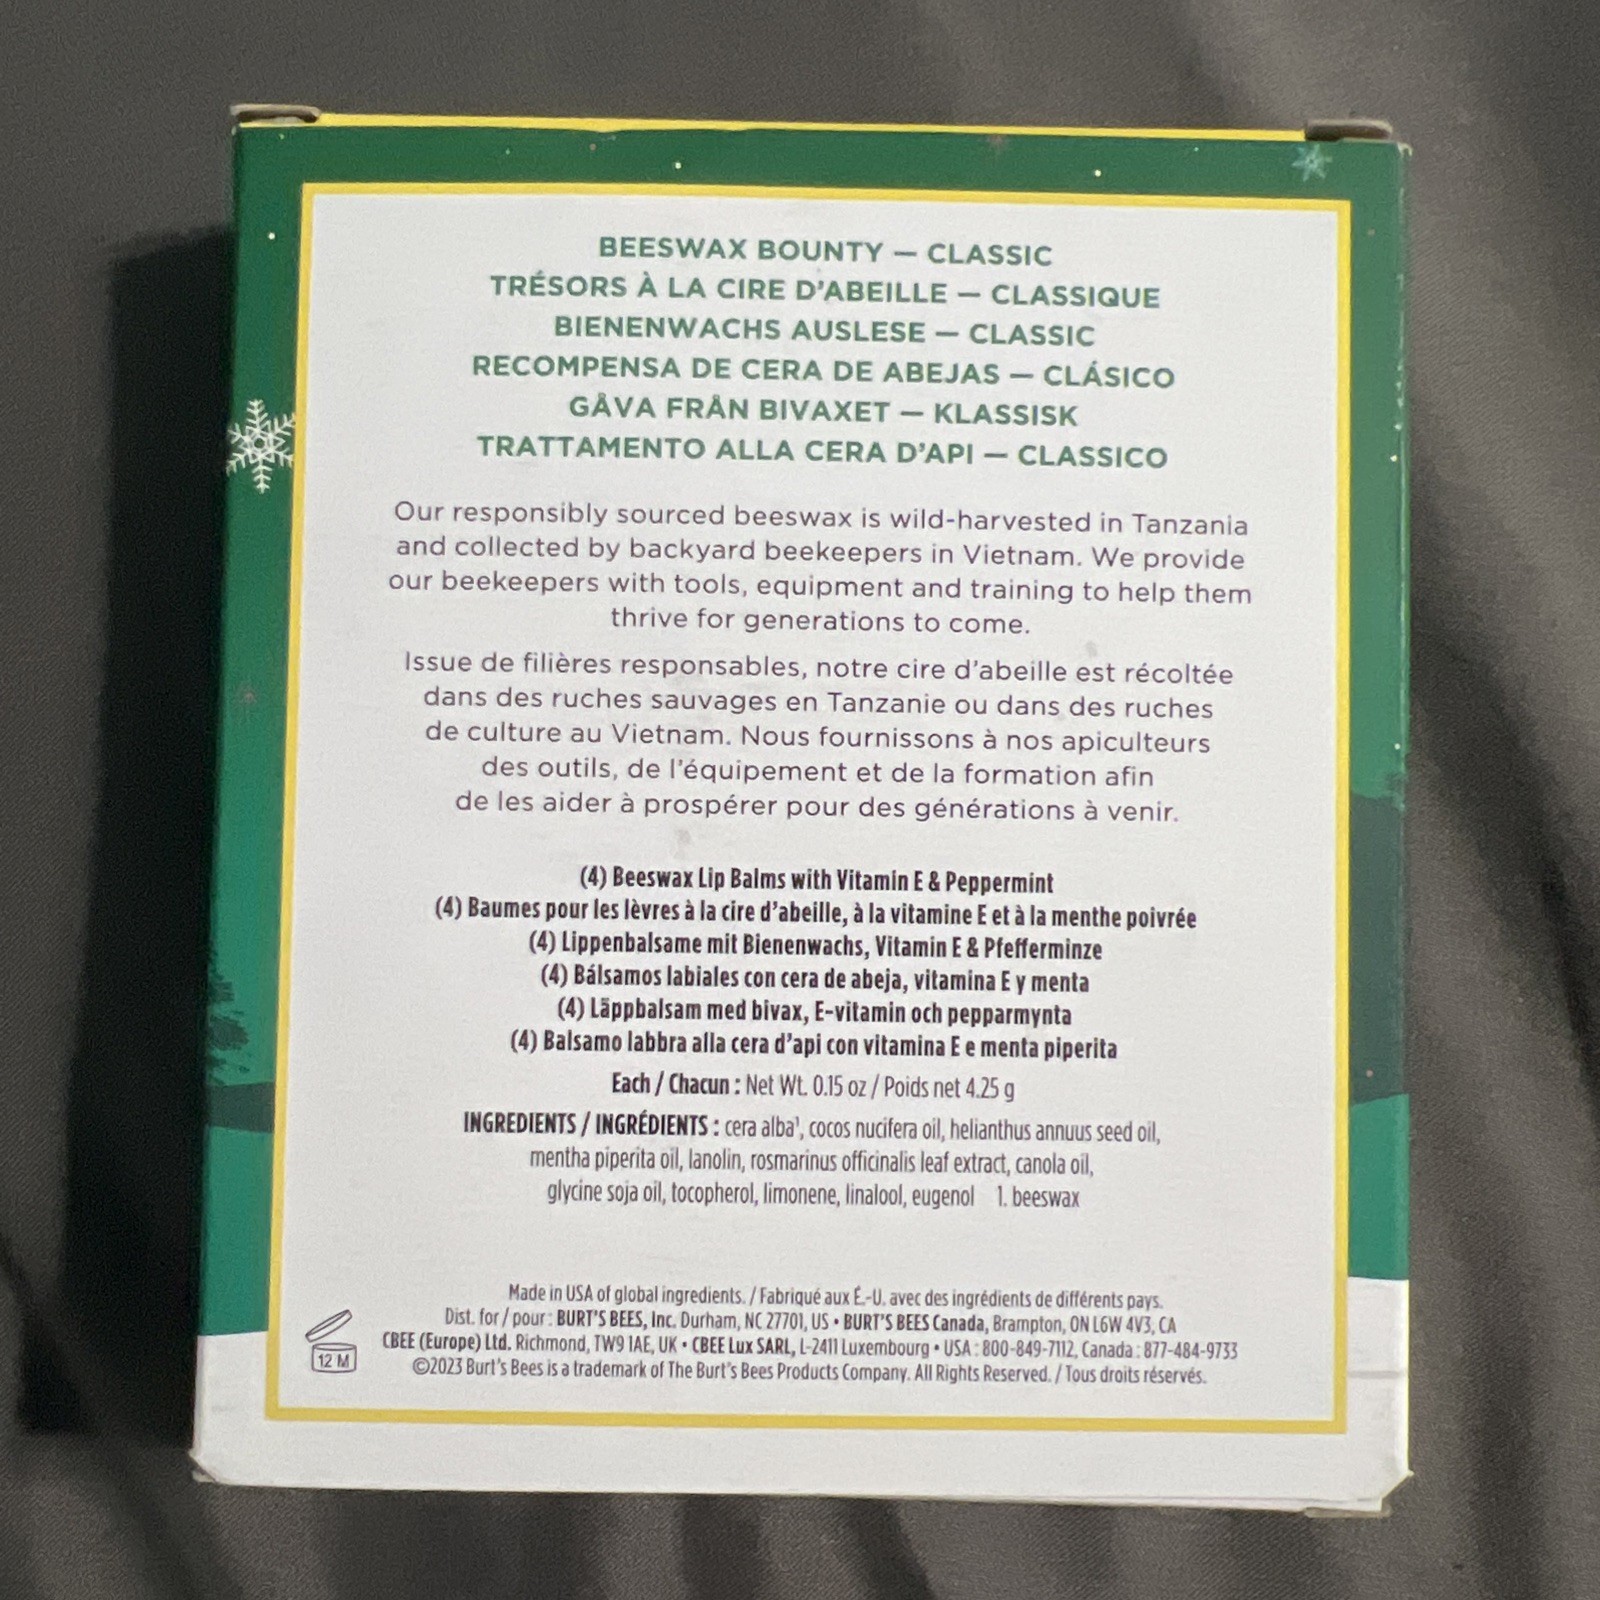 BEESWAX BOUNTY — CLASSIC
TRÉSORS À LA CIRE D'ABEILLE — CLASSIQUE
BIENENWACHS AUSLESE — CLASSIC
RECOMPENSA DE CERA DE ABEJAS — CLÁSICO
GÅVA FRÅN BIVAXET — KLASSISK
TRATTAMENTO ALLA CERA D'API — CLASSICO
Our responsibly sourced beeswax is wild-harvested in Tanzania
and collected by backyard beekeepers in Vietnam. We provide
our beekeepers with tools, equipment and training to help them
thrive for generations to come.
Issue de filières responsables, notre cire d'abeille est récoltée
dans des ruches sauvages en Tanzanie ou dans des ruches
de culture au Vietnam. Nous fournissons à nos apiculteurs
des outils, de l'équipement et de la formation afin
de les aider à prospérer pour des générations à venir.
(4) Beeswax Lip Balms with Vitamin E & Peppermint
(4) Baumes pour les lèvres à la cire d'abeille, à la vitamine E et à la menthe poivrée
(4) Lippenbalsame mit Bienenwachs, Vitamin E & Pfefferminze
(4) Bálsamos labiales con cera de abeja, vitamina E y menta
(4) Läppbalsam med bivax, E-vitamin och pepparmynta
(4) Balsamo labbra alla cera d'api con vitamina E e menta piperita
Each / Chacun : Net Wt. 0.15 oz / Poids net 4.25 g
INGREDIENTS / INGRÉDIENTS : cera alba¹, cocos nucifera oil, helianthus annuus seed oil,
mentha piperita oil, lanolin, rosmarinus officinalis leaf extract, canola oil,
glycine soja oil, tocopherol, limonene, linalool, eugenol 1. beeswax
Made in USA of global ingredients. / Fabriqué aux É.-U. avec des ingrédients de différents pays.
Dist. for / pour : BURT'S BEES, Inc. Durham, NC 27701, US • BURT'S BEES Canada, Brampton, ON L6W 4V3, CA
CBEE (Europe) Ltd. Richmond, TW9 1AE, UK • CBEE Lux SARL, L-2411 Luxembourg • USA : 800-849-7112, Canada : 877-484-9733
©2023 Burt's Bees is a trademark of The Burt's Bees Products Company. All Rights Reserved. / Tous droits réservés.
12 M